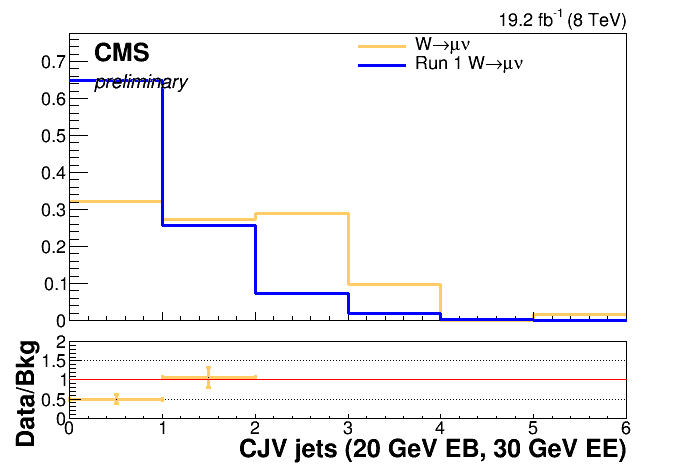 19.2 fb⁻¹ (8 TeV)
CMS
preliminary
W→μν
Run 1 W→μν
0.7
0.6
0.5
0.4
0.3
0.2
0.1
0
2
1.5
1
0.5
0
Data/Bkg
0 1 2 3 4 5 6
CJV jets (20 GeV EB, 30 GeV EE)